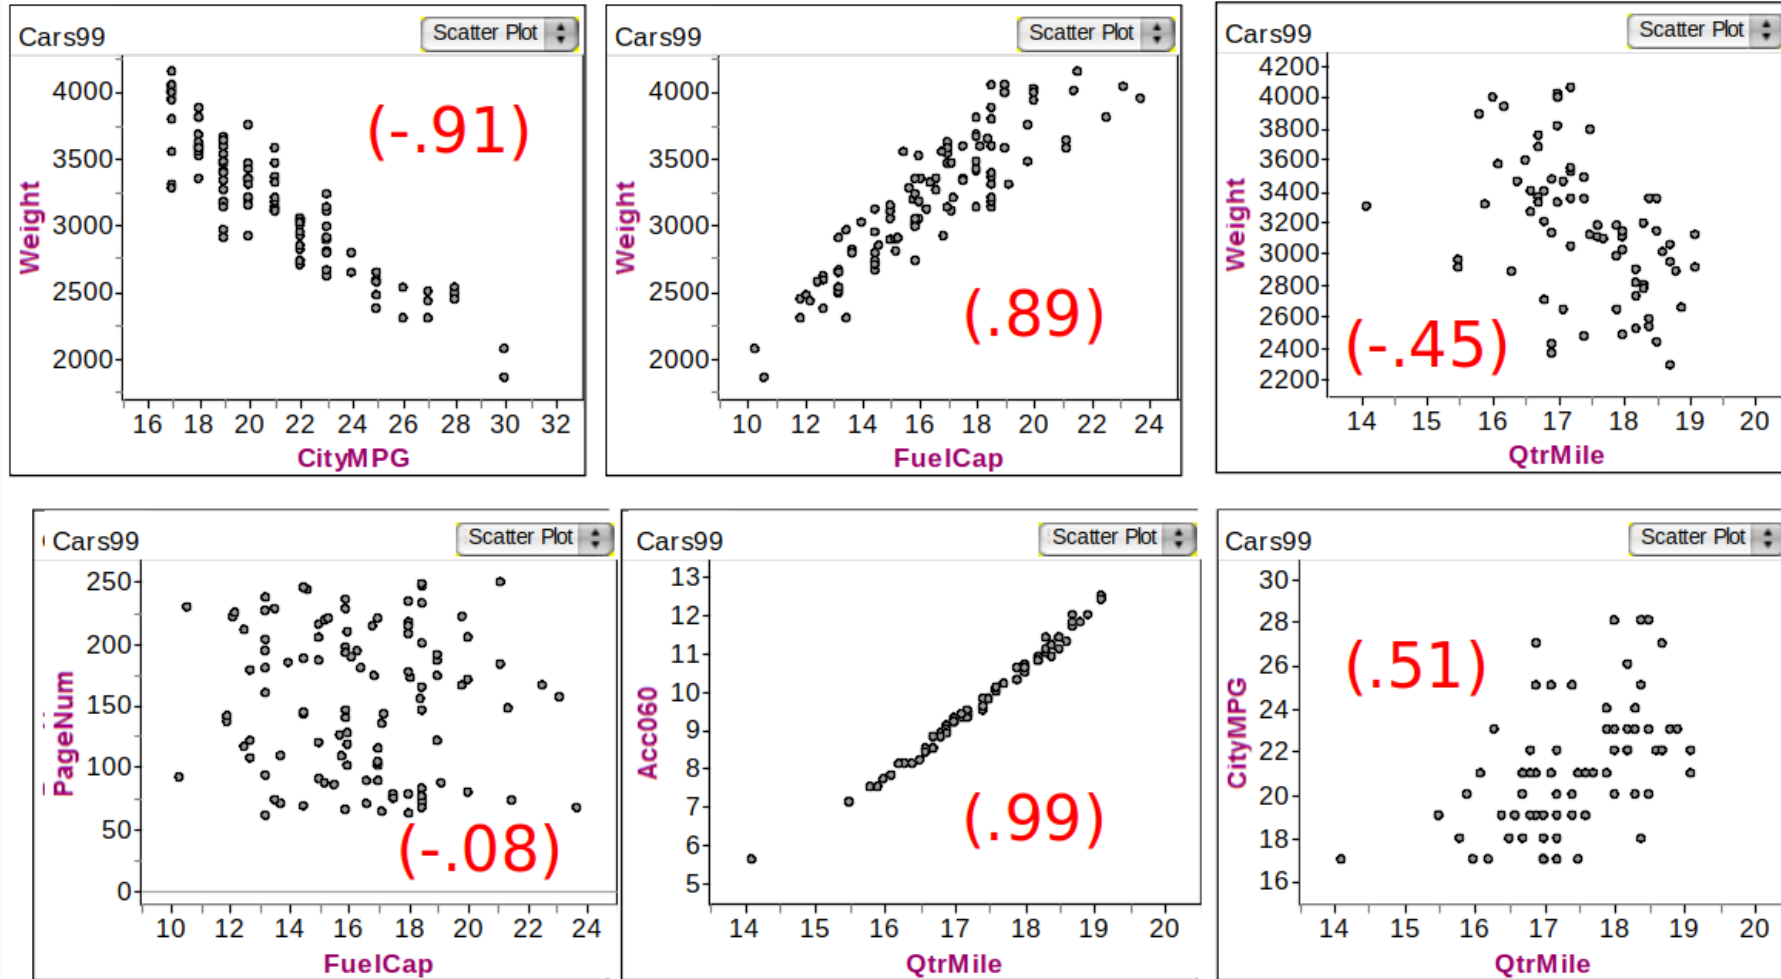 Cars99
Scatter Plot
4000
3500
3000
2500
2000
Weight
(-.91)
16 18 20 22 24 26 28 30 32
CityMPG
Cars99
Scatter Plot
4000
3500
3000
2500
2000
Weight
(.89)
10 12 14 16 18 20 22 24
FuelCap
Cars99
Scatter Plot
4200
4000
3800
3600
3400
3200
3000
2800
2600
2400
2200
Weight
(-.45)
14 15 16 17 18 19 20
QtrMile
Cars99
Scatter Plot
250
200
150
100
50
0
PageNum
(-.08)
10 12 14 16 18 20 22 24
FuelCap
Cars99
Scatter Plot
13
12
11
10
9
8
7
6
5
Acc060
(.99)
14 15 16 17 18 19 20
QtrMile
Cars99
Scatter Plot
30
28
26
24
22
20
18
16
CityMPG
(.51)
14 15 16 17 18 19 20
QtrMile